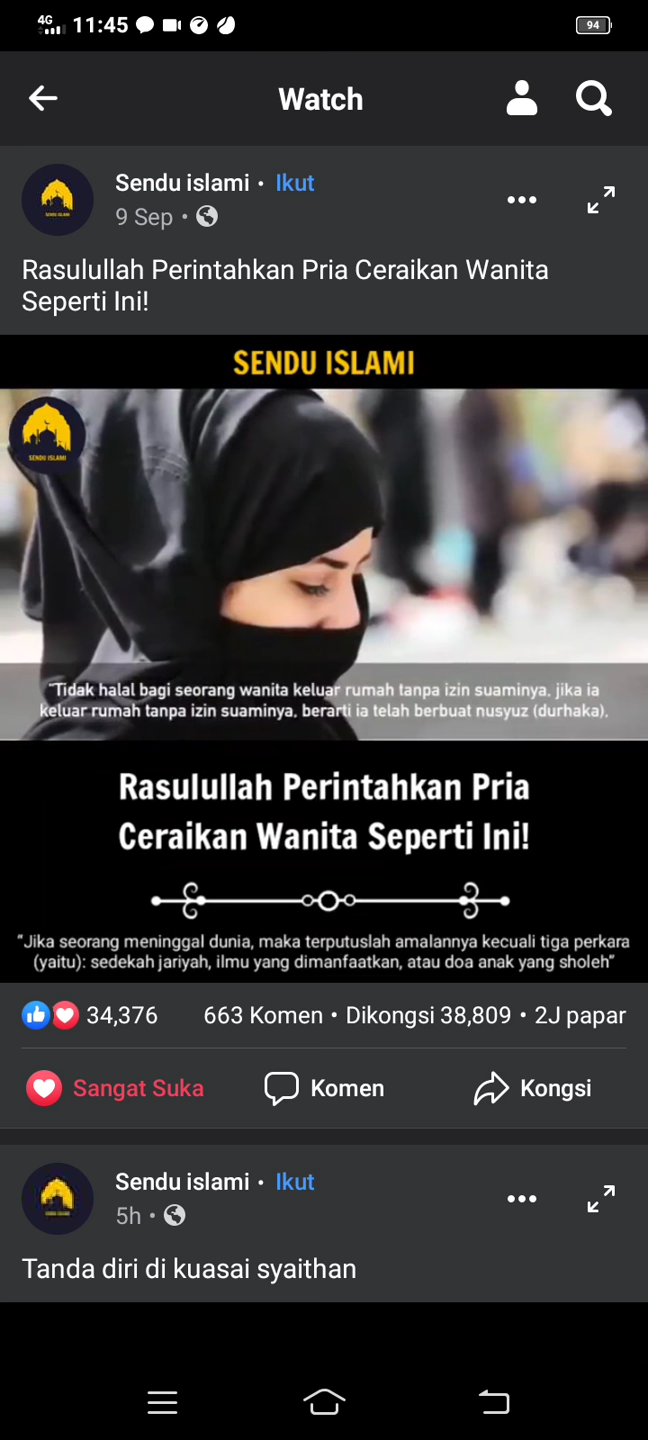 4G 11:45 94
Watch
Sendu islami • Ikut
9 Sep •
Rasulullah Perintahkan Pria Ceraikan Wanita
Seperti Ini!
SENDU ISLAMI
SENDU ISLAMI
"Tidak halal bagi seorang wanita keluar rumah tanpa izin suaminya. jika ia
keluar rumah tanpa izin suaminya, berarti ia telah berbuat nusyuz (durhaka).
Rasulullah Perintahkan Pria
Ceraikan Wanita Seperti Ini!
"Jika seorang meninggal dunia, maka terputuslah amalannya kecuali tiga perkara
(yaitu): sedekah jariyah, ilmu yang dimanfaatkan, atau doa anak yang sholeh"
34,376 663 Komen • Dikongsi 38,809 • 2J papar
Sangat Suka Komen Kongsi
Sendu islami • Ikut
5h •
Tanda diri di kuasai syaithan